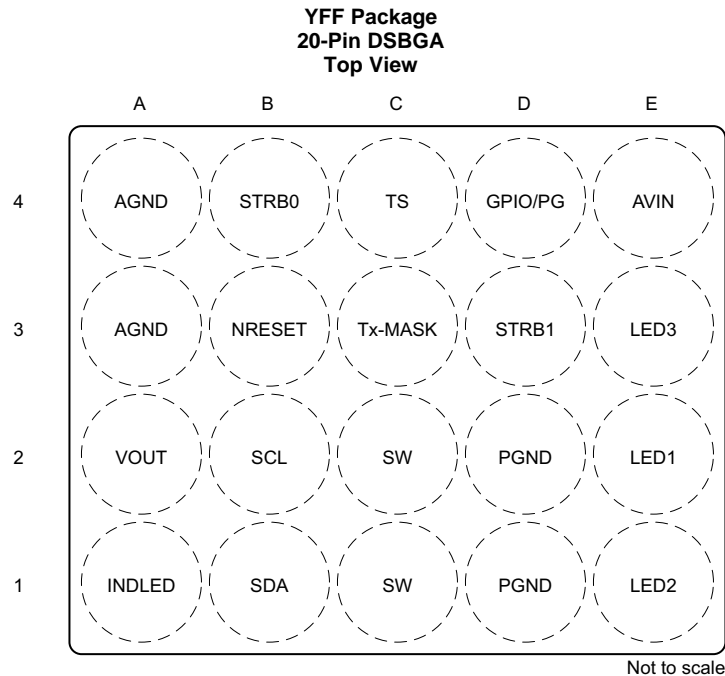 YFF Package
20-Pin DSBGA
Top View
A B C D E
4 AGND STRB0 TS GPIO/PG AVIN
3 AGND NRESET Tx-MASK STRB1 LED3
2 VOUT SCL SW PGND LED1
1 INDLED SDA SW PGND LED2
Not to scale